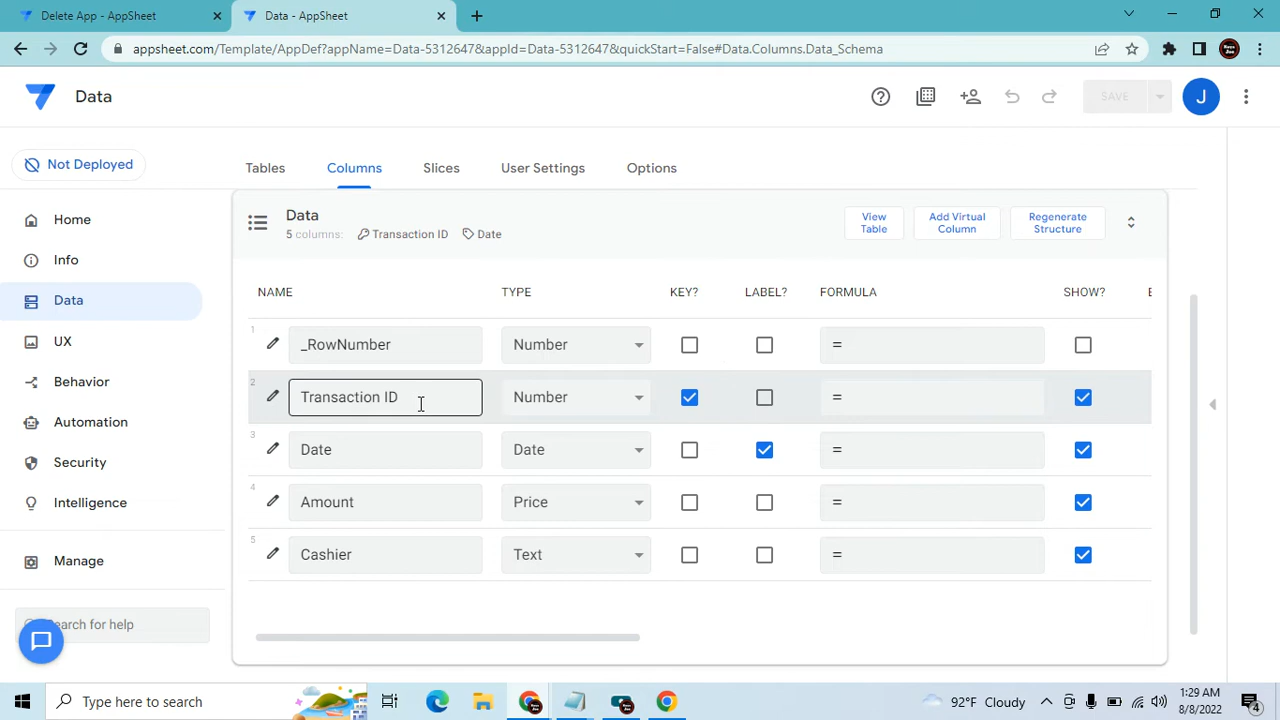 Delete App - AppSheet
Data - AppSheet
appsheet.com/Template/AppDef?appName=Data-5312647&appId=Data-5312647&quickStart=False#Data.Columns.Data_Schema
Data
SAVE
J
Not Deployed
Tables
Columns
Slices
User Settings
Options
Home
Info
Data
UX
Behavior
Automation
Security
Intelligence
Manage
Search for help
Data
5 columns: Transaction ID Date
View Table
Add Virtual Column
Regenerate Structure
NAME TYPE KEY? LABEL? FORMULA SHOW? E
1 _RowNumber Number =
2 Transaction ID Number =
3 Date Date =
4 Amount Price =
5 Cashier Text =
Type here to search
92°F Cloudy
1:29 AM
8/8/2022
4